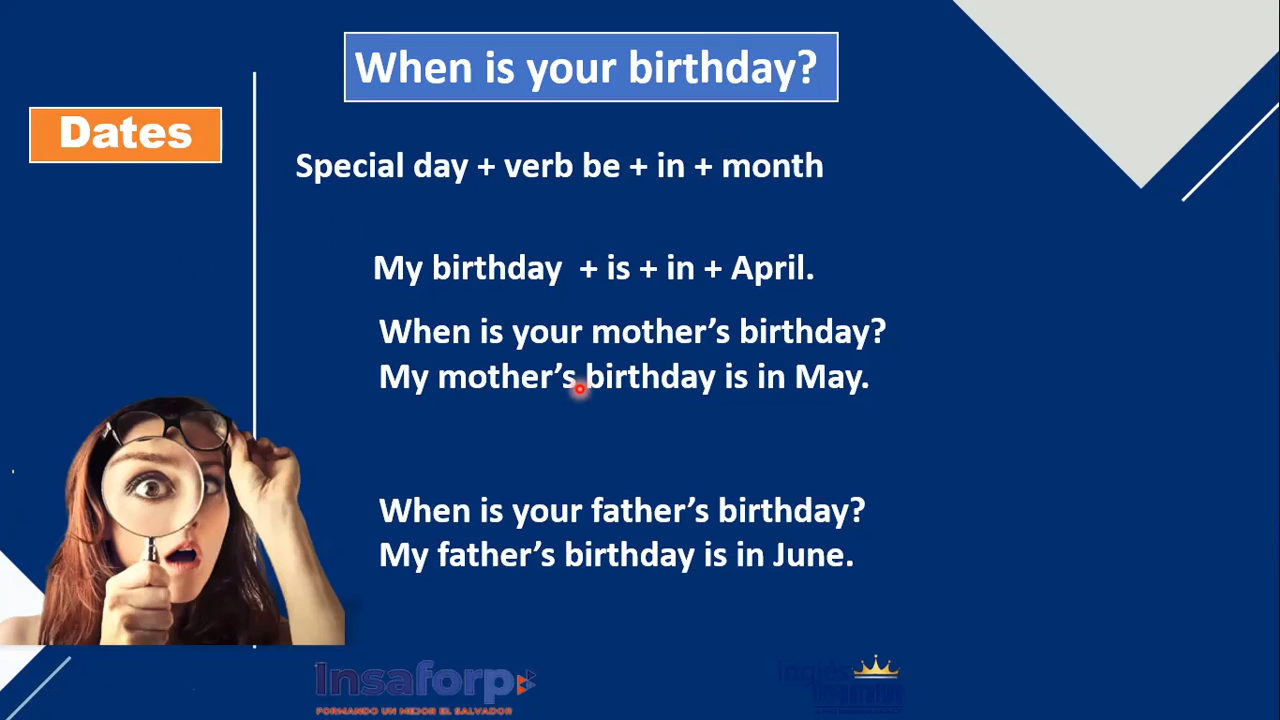 When is your birthday?
Dates
Special day + verb be + in + month
My birthday + is + in + April.
When is your mother’s birthday?
My mother’s birthday is in May.
When is your father’s birthday?
My father’s birthday is in June.
Insaforp
FORMANDO UN MEJOR EL SALVADOR
Inglés